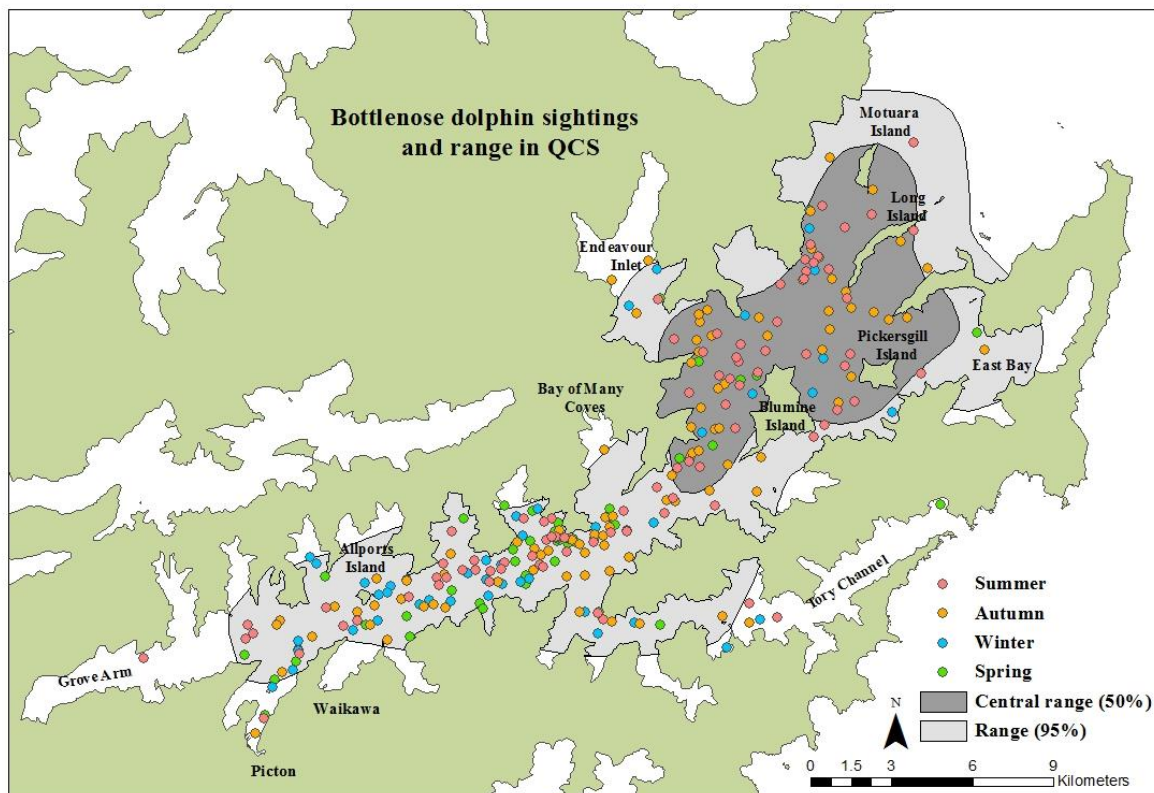 Bottlenose dolphin sightings
and range in QCS
Motuara
Island
Long
Island
Endeavour
Inlet
Pickersgill
Island
East Bay
Bay of Many
Coves
Blumine
Island
Allports
Island
Tory Channel
Grove Arm
Waikawa
Picton
Summer
Autumn
Winter
Spring
Central range (50%)
Range (95%)
N
0 1.5 3 6 9
Kilometers